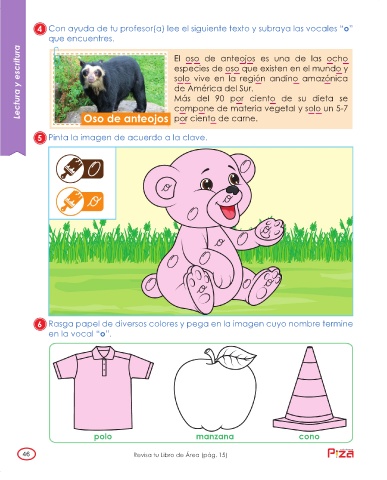 4 Con ayuda de tu profesor(a) lee el siguiente texto y subraya las vocales “o”
que encuentres.
Lectura y escritura
El oso de anteojos es una de las ocho
especies de oso que existen en el mundo y
solo vive en la región andino amazónica
de América del Sur.
Más del 90 por ciento de su dieta se
compone de materia vegetal y solo un 5-7
por ciento de carne.
Oso de anteojos
5 Pinta la imagen de acuerdo a la clave.
O
o
6 Rasga papel de diversos colores y pega en la imagen cuyo nombre termine
en la vocal “o”.
polo manzana cono
46
Revisa tu Libro de Área (pág. 15)
Piza